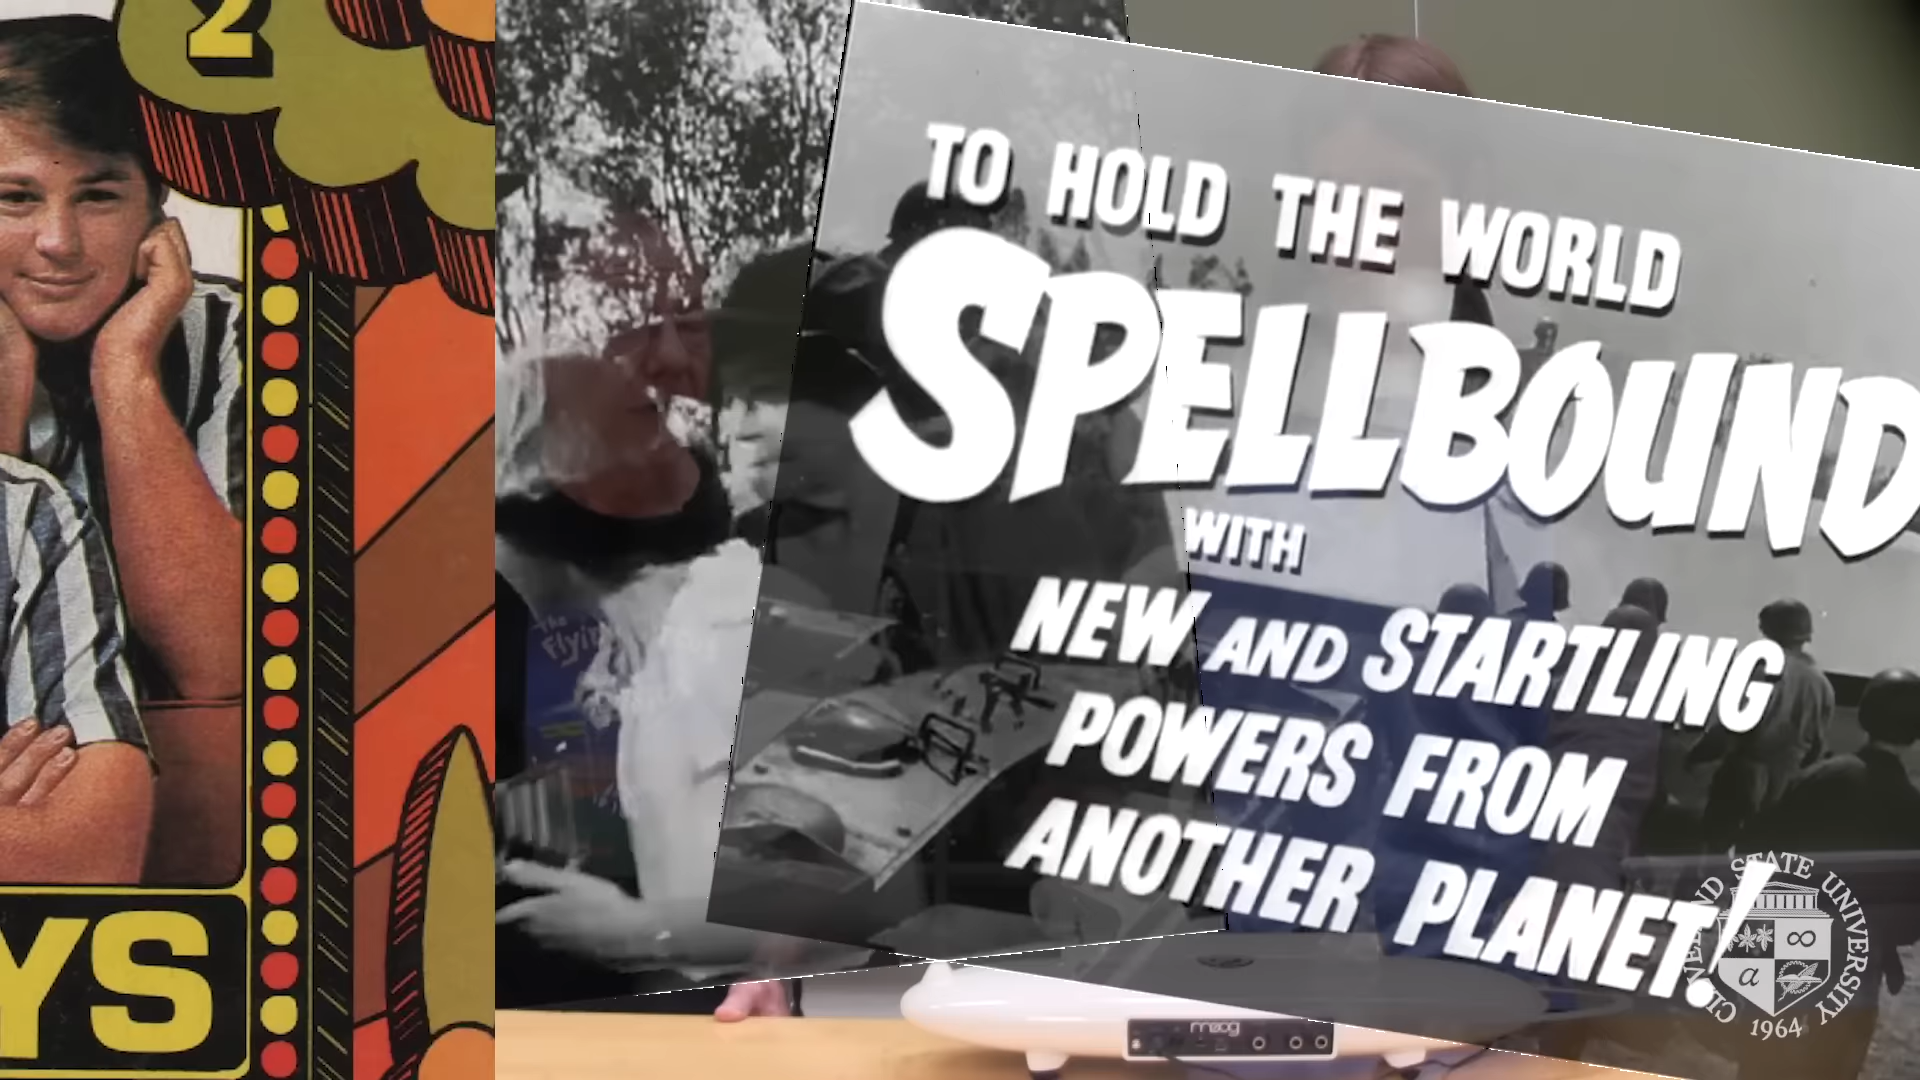 2
YS
TO HOLD THE WORLD
SPELLBOUND
WITH
NEW AND STARTLING
POWERS FROM
ANOTHER PLANET!
The
moog
CLEVELAND STATE UNIVERSITY
1964